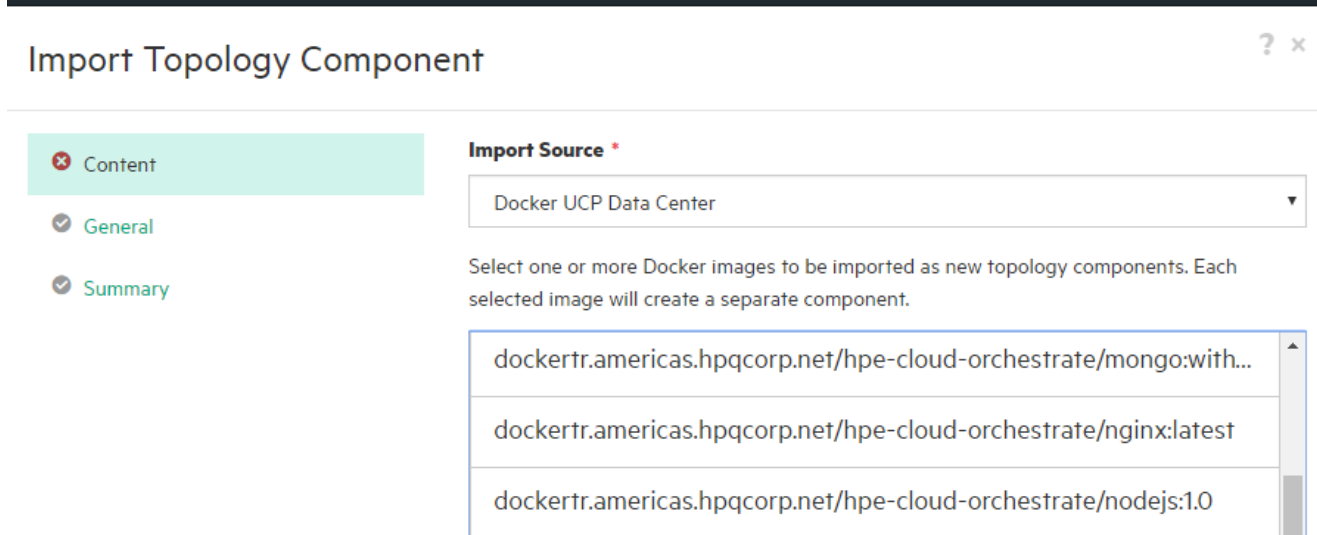 Import Topology Component
? ×
Content
General
Summary
Import Source *
Docker UCP Data Center
Select one or more Docker images to be imported as new topology components. Each
selected image will create a separate component.
dockertr.americas.hpqcorp.net/hpe-cloud-orchestrate/mongo:with...
dockertr.americas.hpqcorp.net/hpe-cloud-orchestrate/nginx:latest
dockertr.americas.hpqcorp.net/hpe-cloud-orchestrate/nodejs:1.0